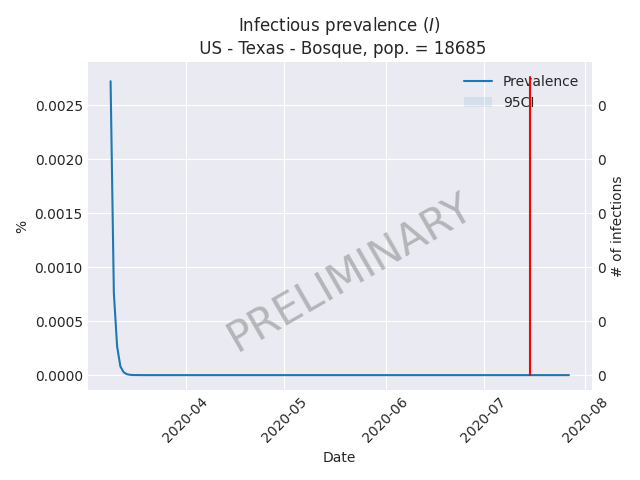 Infectious prevalence (I)
US - Texas - Bosque, pop. = 18685
Prevalence
95CI
0.0025
0.0020
0.0015
0.0010
0.0005
0.0000
%
0
0
0
0
0
0
# of infections
PRELIMINARY
2020-04
2020-05
2020-06
2020-07
2020-08
Date